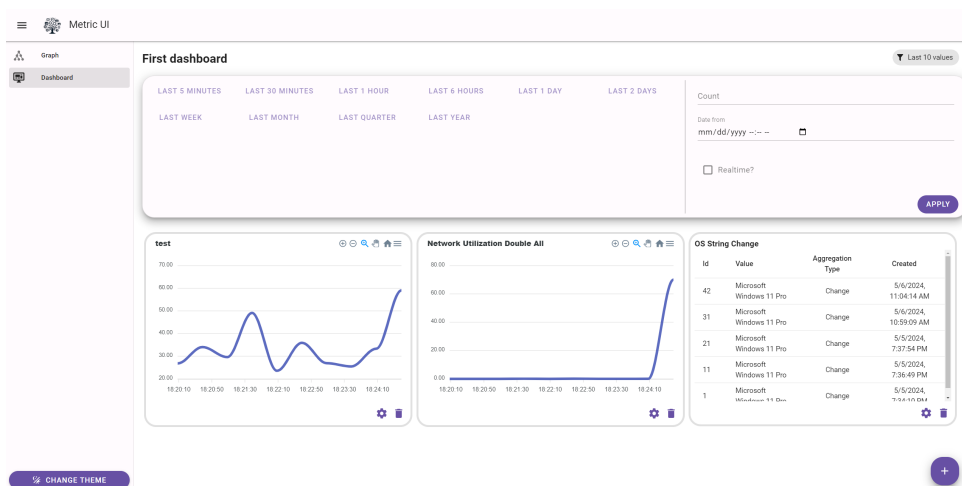 Metric UI
Graph
Dashboard
CHANGE THEME
First dashboard
Last 10 values
LAST 5 MINUTES LAST 30 MINUTES LAST 1 HOUR LAST 6 HOURS LAST 1 DAY LAST 2 DAYS
LAST WEEK LAST MONTH LAST QUARTER LAST YEAR
Count
Date from
mm/dd/yyyy --:-- --
Realtime?
APPLY
test
70.00
60.00
50.00
40.00
30.00
20.00
18:20:10 18:20:50 18:21:30 18:22:10 18:22:50 18:23:30 18:24:10
Network Utilization Double All
80.00
60.00
40.00
20.00
0.00
18:20:10 18:20:50 18:21:30 18:22:10 18:22:50 18:23:30 18:24:10
OS String Change
Id Value Aggregation Type Created
42 Microsoft Windows 11 Pro Change 5/6/2024, 11:04:14 AM
31 Microsoft Windows 11 Pro Change 5/6/2024, 10:59:09 AM
21 Microsoft Windows 11 Pro Change 5/5/2024, 7:37:54 PM
11 Microsoft Windows 11 Pro Change 5/5/2024, 7:36:49 PM
1 Microsoft Windows 11 Pro Change 5/5/2024, 7:34:10 PM
+